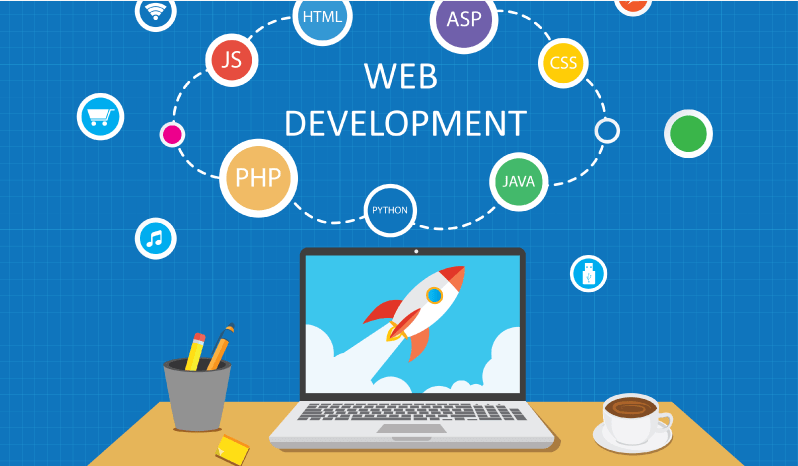 HTML
ASP
JS
CSS
WEB
DEVELOPMENT
PHP
JAVA
PYTHON